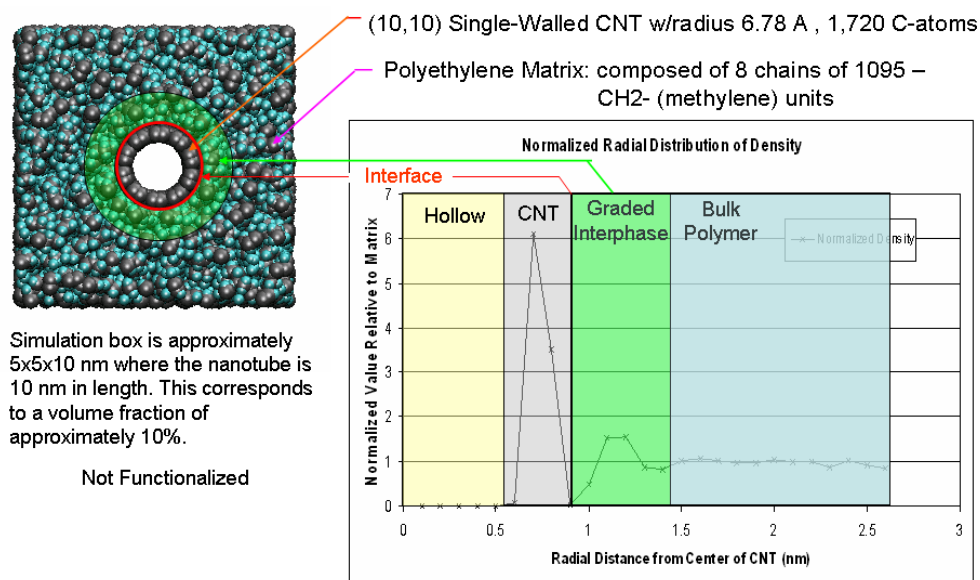 (10,10) Single-Walled CNT w/radius 6.78 A , 1,720 C-atoms
Polyethylene Matrix: composed of 8 chains of 1095 –
CH2- (methylene) units
Simulation box is approximately
5x5x10 nm where the nanotube is
10 nm in length. This corresponds
to a volume fraction of
approximately 10%.
Not Functionalized
Normalized Radial Distribution of Density
Interface
Hollow
CNT
Graded
Interphase
Bulk
Polymer
Normalized Density
Normalized Value Relative to Matrix
7
6
5
4
3
2
1
0
0
0.5
1
1.5
2
2.5
3
Radial Distance from Center of CNT (nm)